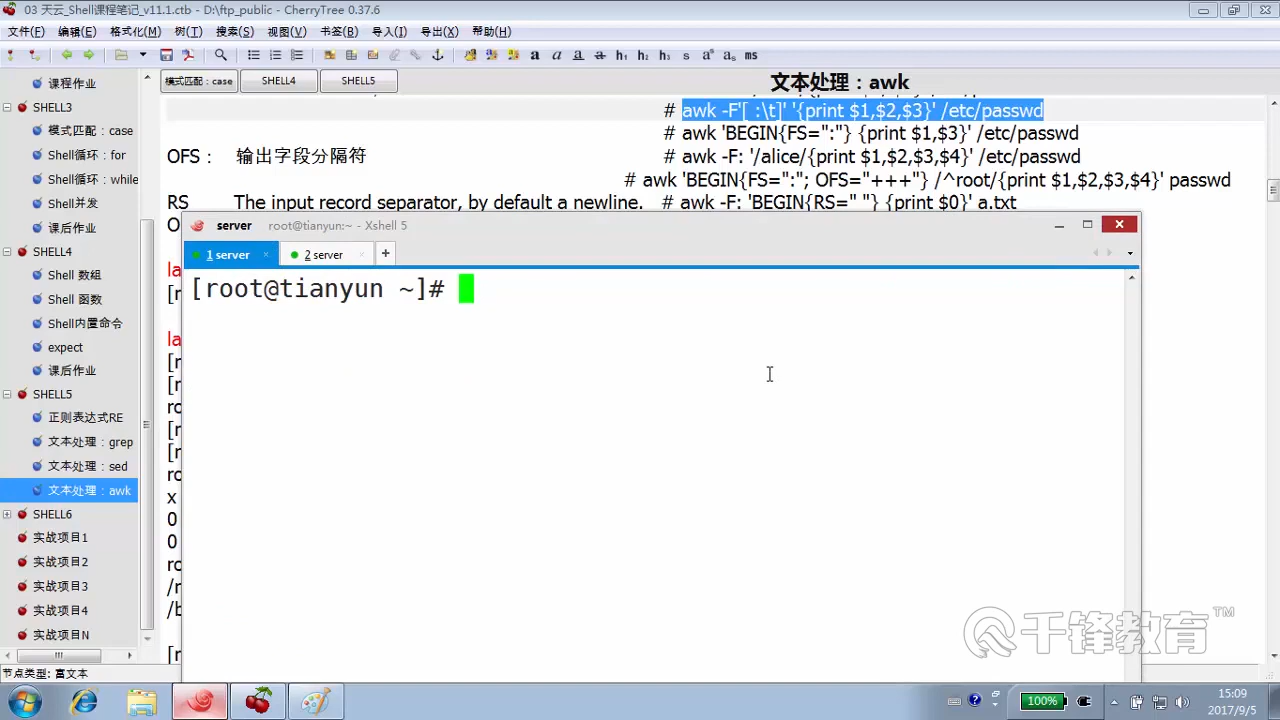 03 天云_Shell课程笔记_v11.1.ctb - D:\ftp_public - CherryTree 0.37.6
文件(F) 编辑(E) 格式化(M) 树(T) 搜索(S) 视图(V) 书签(B) 导入(I) 导出(X) 帮助(H)
a a a a h₁ h₂ h₃ s aˢ aₛ ms
课程作业
SHELL3
模式匹配：case
Shell循环：for
Shell循环：while
Shell并发
课后作业
SHELL4
Shell 数组
Shell 函数
Shell内置命令
expect
课后作业
SHELL5
正则表达式RE
文本处理：grep
文本处理：sed
文本处理：awk
SHELL6
实战项目1
实战项目2
实战项目3
实战项目4
实战项目N
节点类型: 富文本
模式匹配：case SHELL4 SHELL5 文本处理：awk
# awk -F'[ :\t]' '{print $1,$2,$3}' /etc/passwd
# awk 'BEGIN{FS=":"} {print $1,$3}' /etc/passwd
OFS： 输出字段分隔符 # awk -F: '/alice/{print $1,$2,$3,$4}' /etc/passwd
# awk 'BEGIN{FS=":"; OFS="+++"} /^root/{print $1,$2,$3,$4}' passwd
RS The input record separator, by default a newline. # awk -F: 'BEGIN{RS=" "} {print $0}' a.txt
server root@tianyun:~ - Xshell 5
1 server × 2 server × +
[root@tianyun ~]#
x
0
0
千锋教育™
100%
15:09
2017/9/5